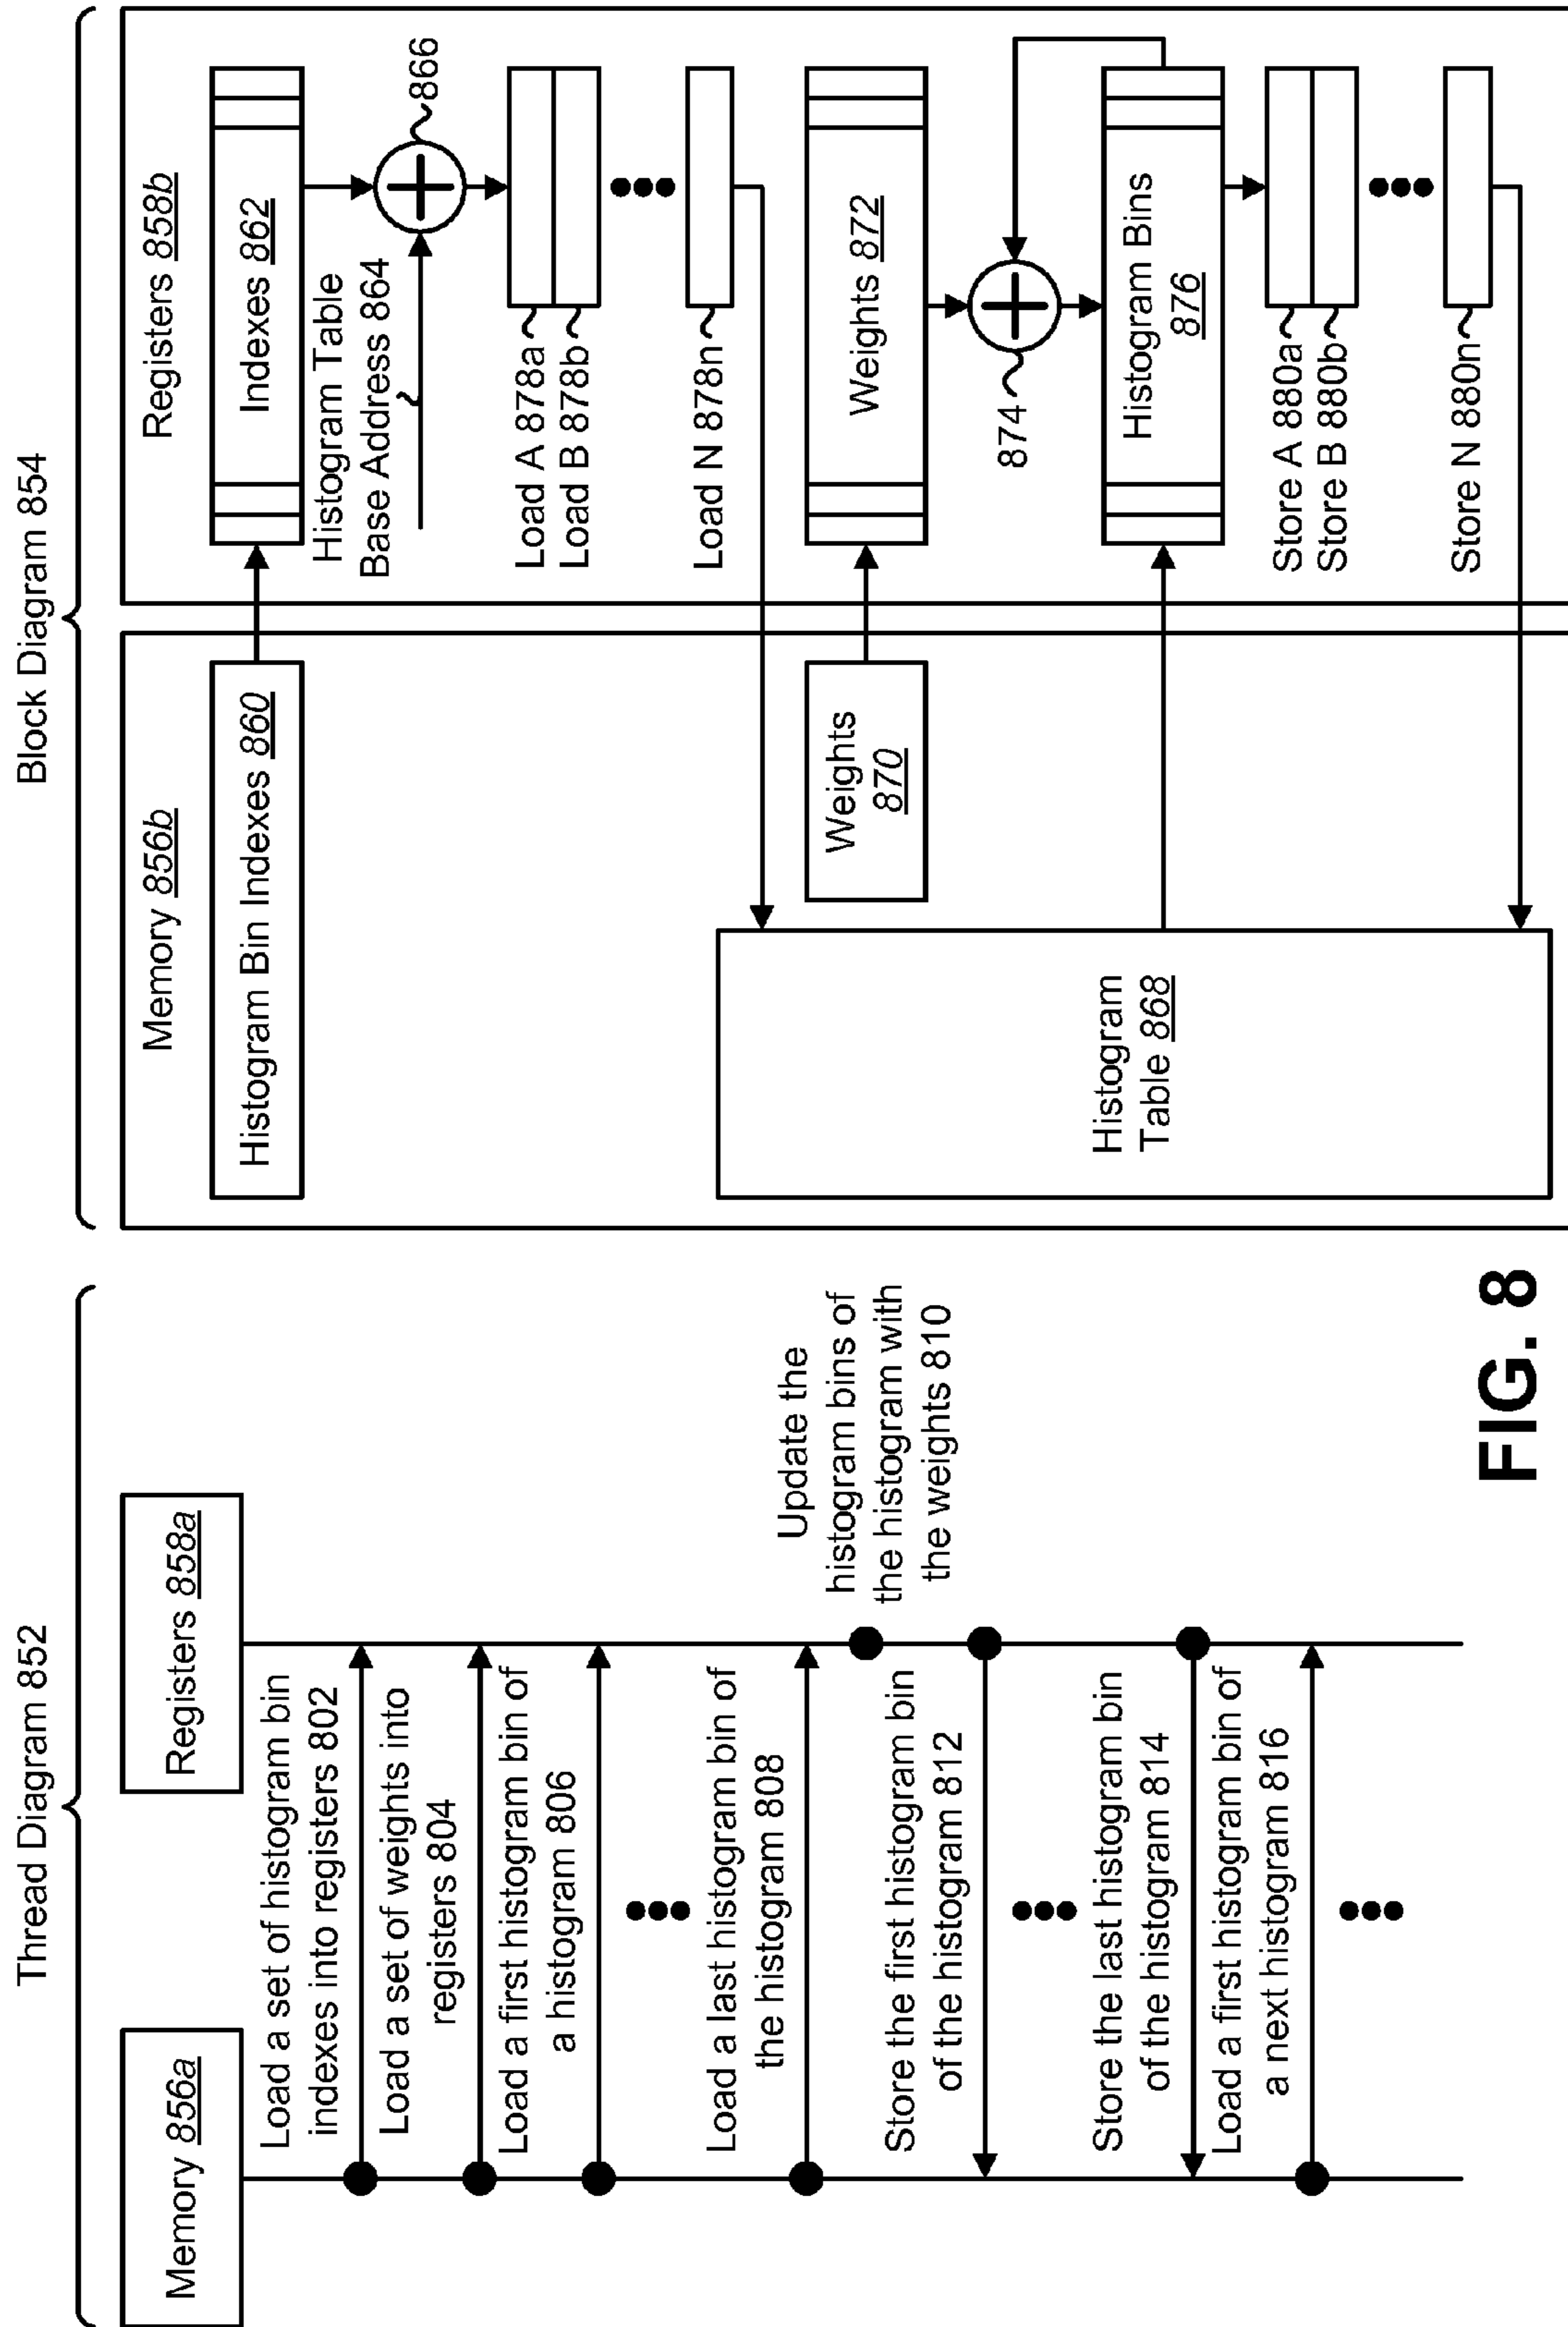 Thread Diagram 852
Memory 856a
Registers 858a
Load a set of histogram bin
indexes into registers 802
Load a set of weights into
registers 804
Load a first histogram bin of
a histogram 806
Load a last histogram bin of
the histogram 808
Update the
histogram bins of
the histogram with
the weights 810
Store the first histogram bin
of the histogram 812
Store the last histogram bin
of the histogram 814
Load a first histogram bin of
a next histogram 816
Block Diagram 854
Memory 856b
Histogram Bin Indexes 860
Weights
870
Histogram
Table 868
Registers 858b
Indexes 862
Histogram Table
Base Address 864
866
Load A 878a
Load B 878b
Load N 878n
Weights 872
874
Histogram Bins
876
Store A 880a
Store B 880b
Store N 880n
FIG. 8